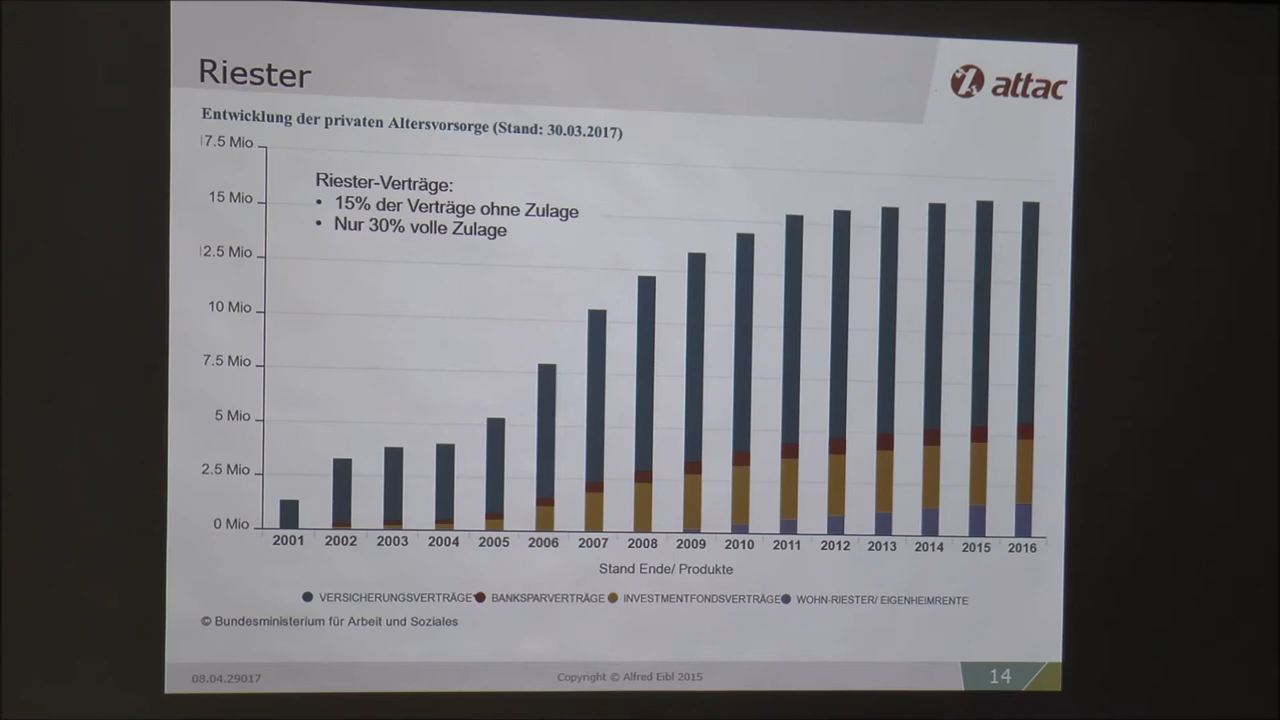 Riester
attac
Entwicklung der privaten Altersvorsorge (Stand: 30.03.2017)
17.5 Mio
15 Mio
12.5 Mio
10 Mio
7.5 Mio
5 Mio
2.5 Mio
0 Mio
Riester-Verträge:
• 15% der Verträge ohne Zulage
• Nur 30% volle Zulage
2001 2002 2003 2004 2005 2006 2007 2008 2009 2010 2011 2012 2013 2014 2015 2016
Stand Ende/ Produkte
VERSICHERUNGSVERTRÄGE BANKSPARVERTRÄGE INVESTMENTFONDSVERTRÄGE WOHN-RIESTER/ EIGENHEIMRENTE
© Bundesministerium für Arbeit und Soziales
08.04.29017 Copyright © Alfred Eibl 2015 14